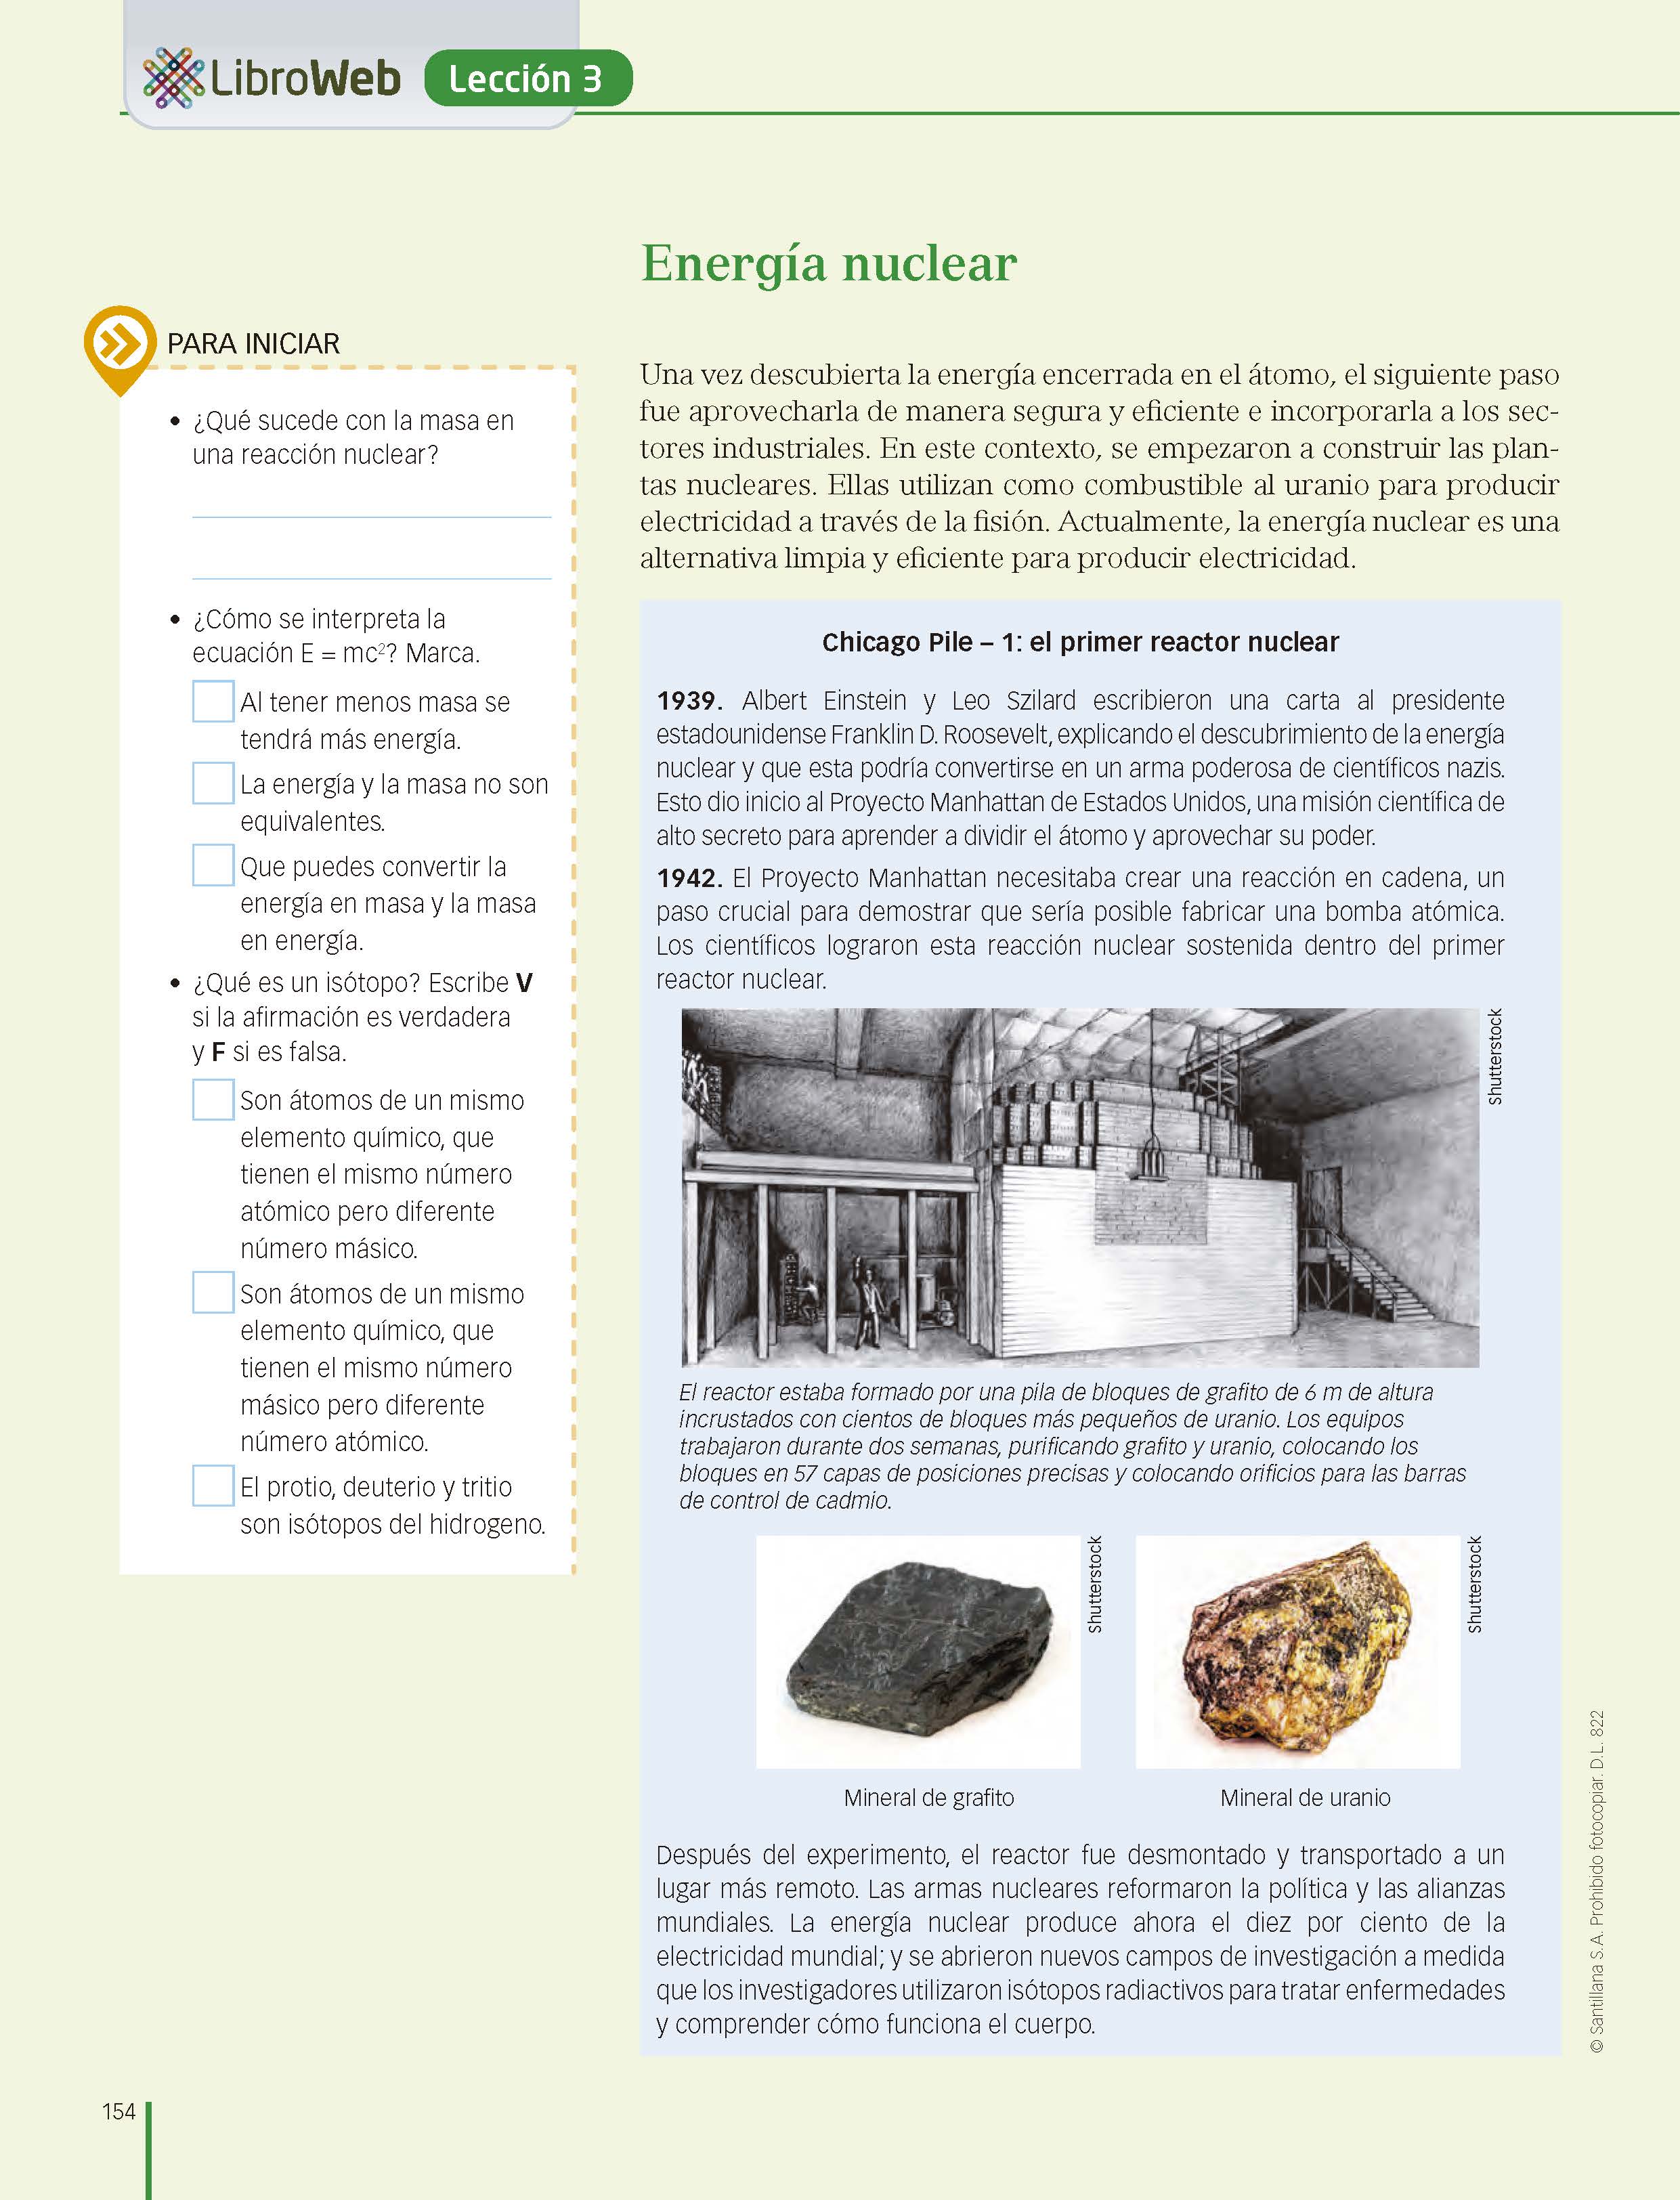 LibroWeb Lección 3
Energía nuclear
PARA INICIAR
• ¿Qué sucede con la masa en
una reacción nuclear?
• ¿Cómo se interpreta la
ecuación E = mc²? Marca.
Al tener menos masa se
tendrá más energía.
La energía y la masa no son
equivalentes.
Que puedes convertir la
energía en masa y la masa
en energía.
• ¿Qué es un isótopo? Escribe V
si la afirmación es verdadera
y F si es falsa.
Son átomos de un mismo
elemento químico, que
tienen el mismo número
atómico pero diferente
número másico.
Son átomos de un mismo
elemento químico, que
tienen el mismo número
másico pero diferente
número atómico.
El protio, deuterio y tritio
son isótopos del hidrogeno.
Una vez descubierta la energía encerrada en el átomo, el siguiente paso
fue aprovecharla de manera segura y eficiente e incorporarla a los sec-
tores industriales. En este contexto, se empezaron a construir las plan-
tas nucleares. Ellas utilizan como combustible al uranio para producir
electricidad a través de la fisión. Actualmente, la energía nuclear es una
alternativa limpia y eficiente para producir electricidad.
Chicago Pile – 1: el primer reactor nuclear
1939. Albert Einstein y Leo Szilard escribieron una carta al presidente
estadounidense Franklin D. Roosevelt, explicando el descubrimiento de la energía
nuclear y que esta podría convertirse en un arma poderosa de científicos nazis.
Esto dio inicio al Proyecto Manhattan de Estados Unidos, una misión científica de
alto secreto para aprender a dividir el átomo y aprovechar su poder.
1942. El Proyecto Manhattan necesitaba crear una reacción en cadena, un
paso crucial para demostrar que sería posible fabricar una bomba atómica.
Los científicos lograron esta reacción nuclear sostenida dentro del primer
reactor nuclear.
Shutterstock
El reactor estaba formado por una pila de bloques de grafito de 6 m de altura
incrustados con cientos de bloques más pequeños de uranio. Los equipos
trabajaron durante dos semanas, purificando grafito y uranio, colocando los
bloques en 57 capas de posiciones precisas y colocando orificios para las barras
de control de cadmio.
Shutterstock
Shutterstock
Mineral de grafito
Mineral de uranio
Después del experimento, el reactor fue desmontado y transportado a un
lugar más remoto. Las armas nucleares reformaron la política y las alianzas
mundiales. La energía nuclear produce ahora el diez por ciento de la
electricidad mundial; y se abrieron nuevos campos de investigación a medida
que los investigadores utilizaron isótopos radiactivos para tratar enfermedades
y comprender cómo funciona el cuerpo.
© Santillana S.A. Prohibido fotocopiar. D.L. 822
154